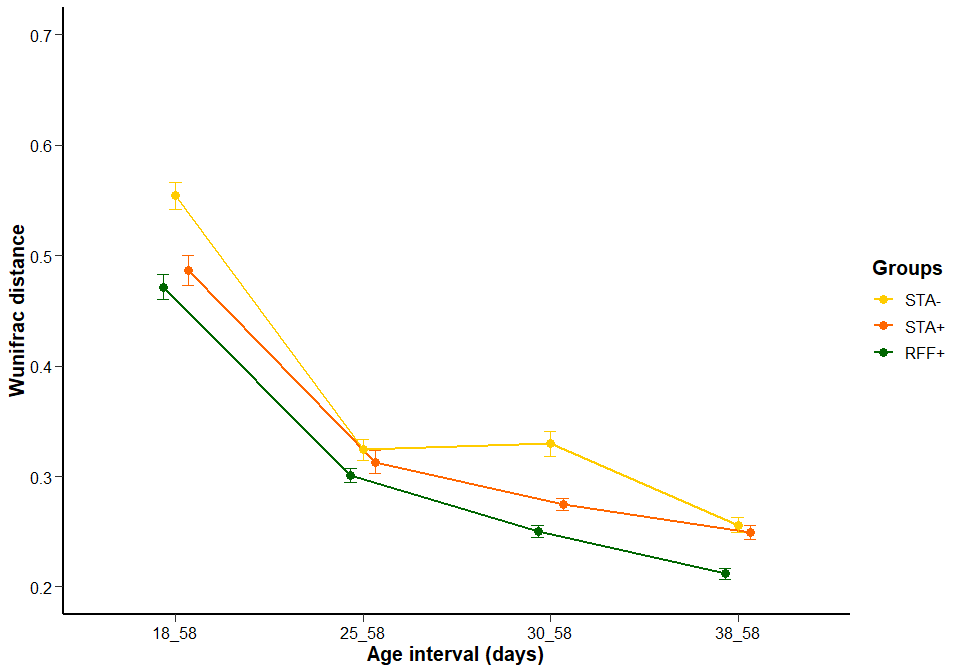 Wunifrac distance
0.7
0.6
0.5
0.4
0.3
0.2
18_58 25_58 30_58 38_58
Age interval (days)
Groups
STA-
STA+
RFF+